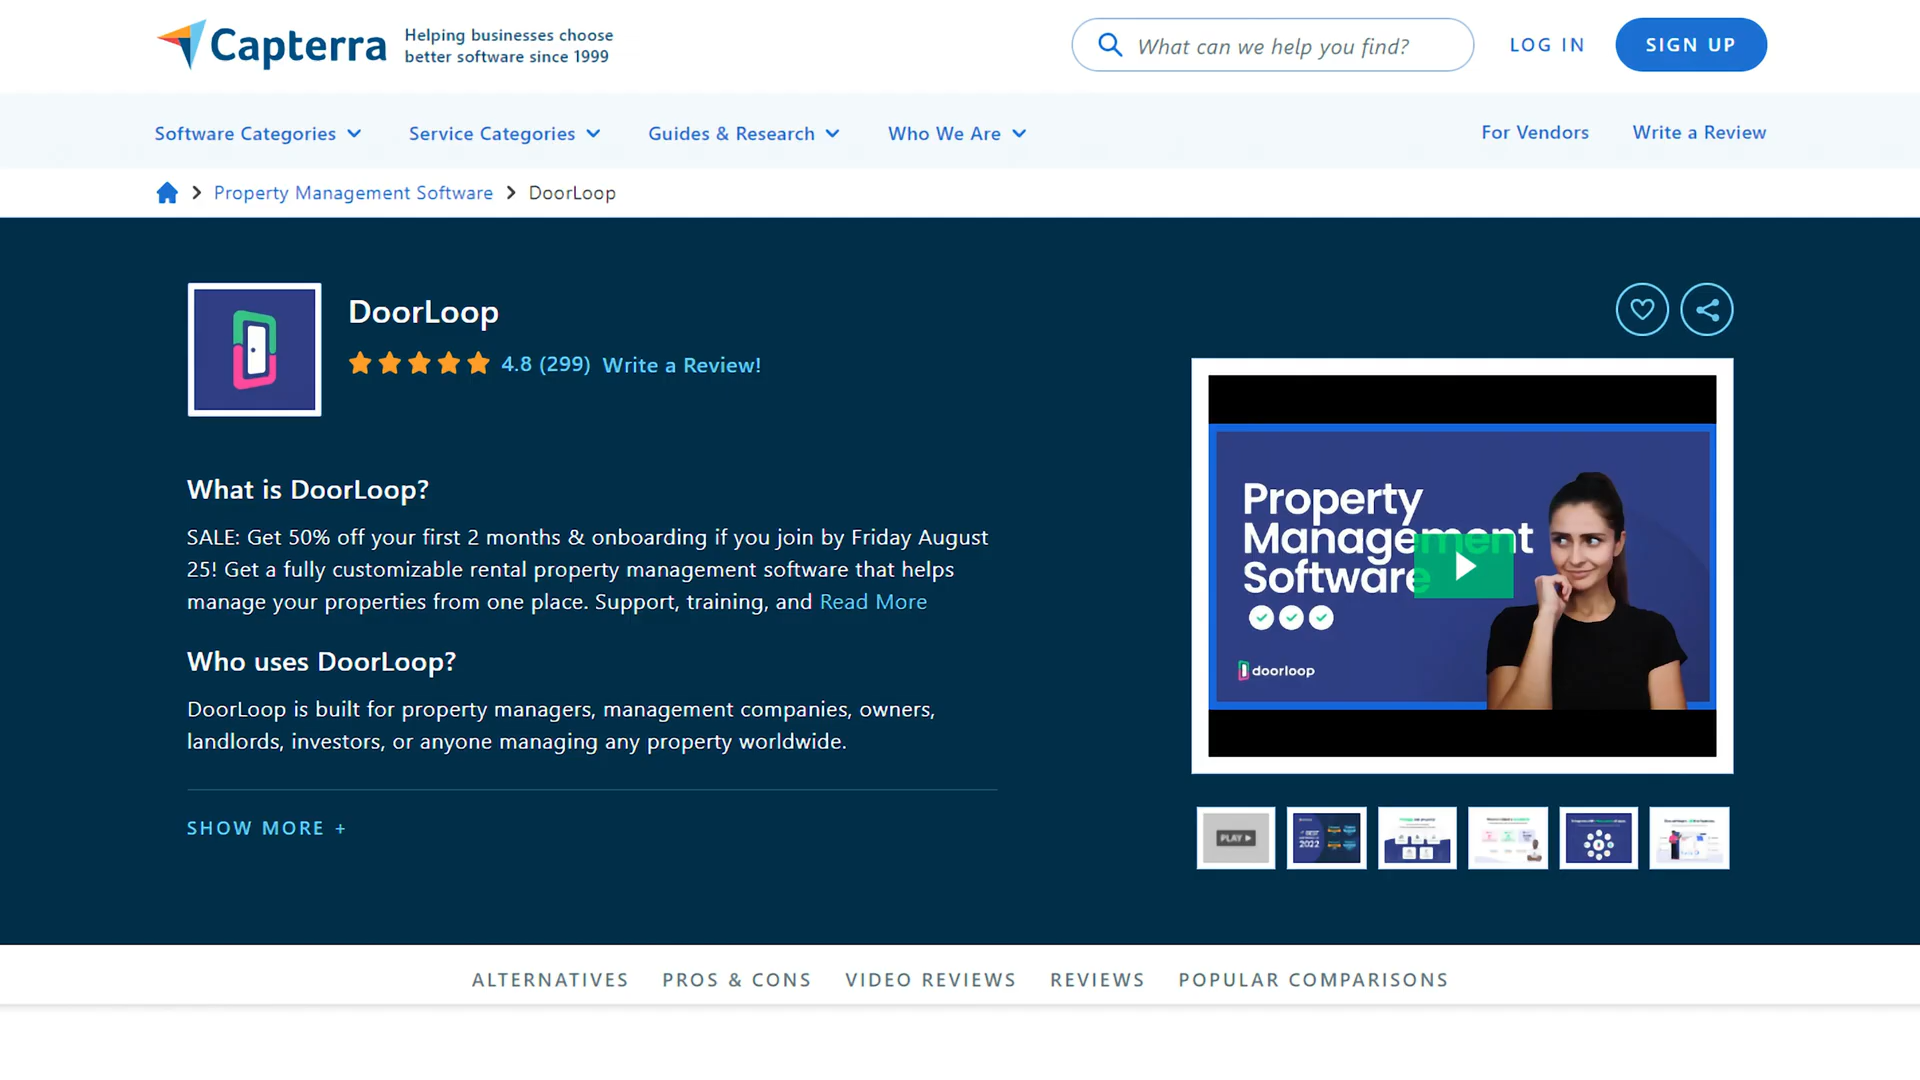 Capterra
Helping businesses choose
better software since 1999
What can we help you find?
LOG IN
SIGN UP
Software Categories
Service Categories
Guides & Research
Who We Are
For Vendors
Write a Review
Property Management Software
DoorLoop
DoorLoop
4.8 (299)
Write a Review!
What is DoorLoop?
SALE: Get 50% off your first 2 months & onboarding if you join by Friday August
25! Get a fully customizable rental property management software that helps
manage your properties from one place. Support, training, and Read More
Who uses DoorLoop?
DoorLoop is built for property managers, management companies, owners,
landlords, investors, or anyone managing any property worldwide.
SHOW MORE +
Property
Management
Software
doorloop
PLAY
BEST
2022
ALTERNATIVES
PROS & CONS
VIDEO REVIEWS
REVIEWS
POPULAR COMPARISONS